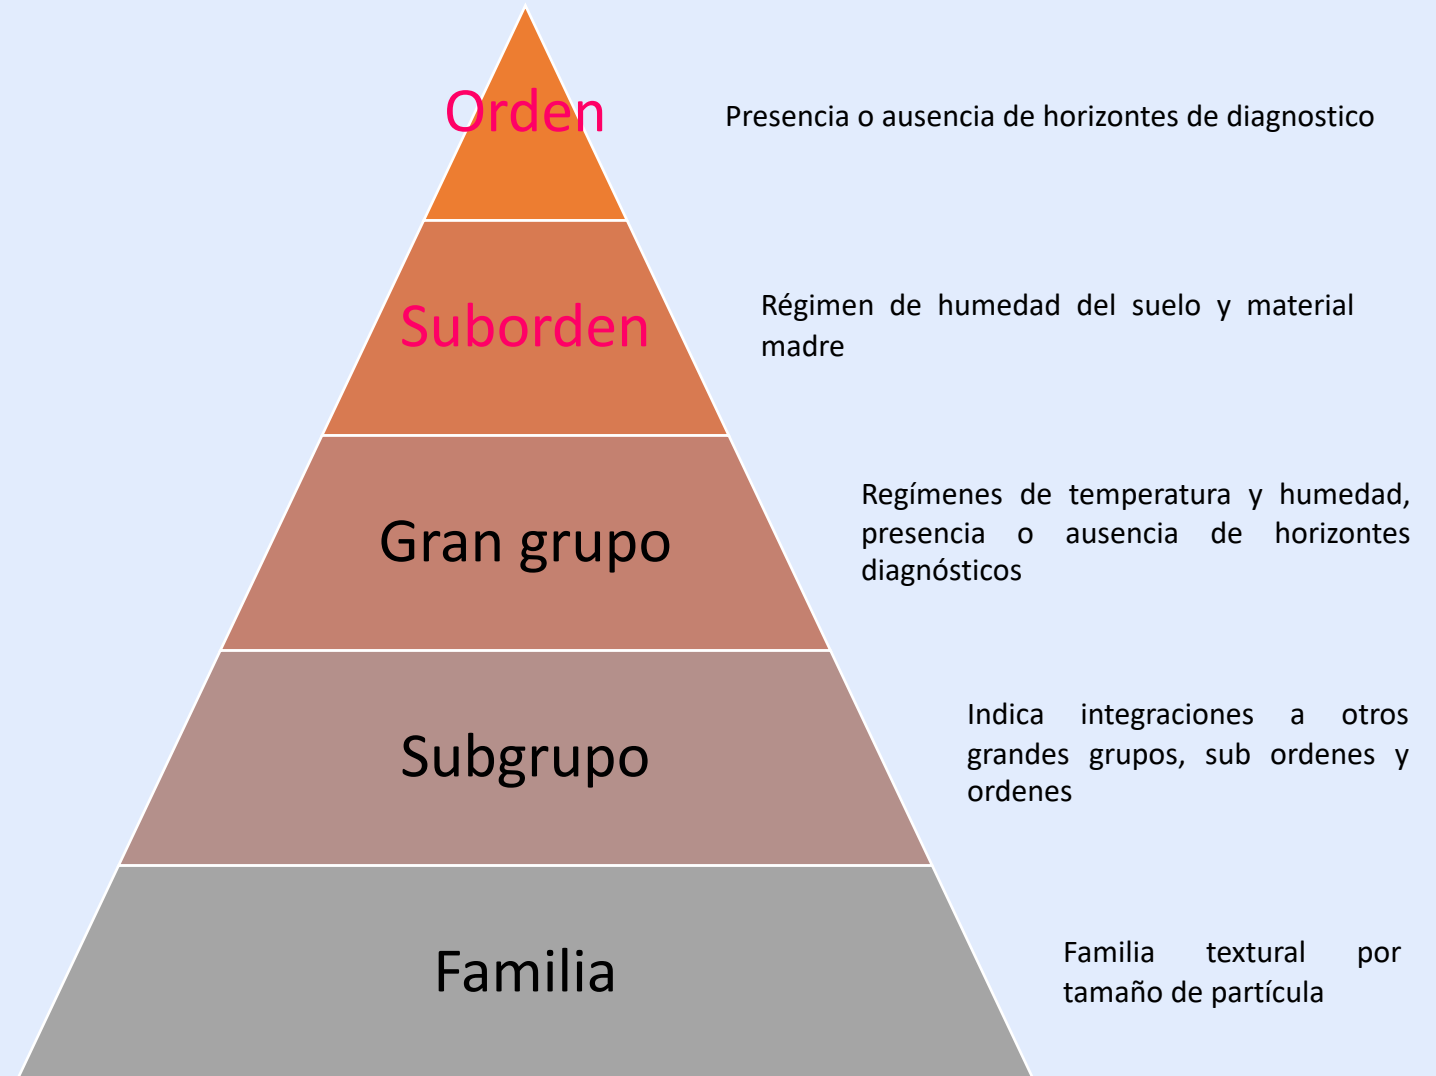 Orden
Presencia o ausencia de horizontes de diagnostico
Suborden
Régimen de humedad del suelo y material
madre
Gran grupo
Regímenes de temperatura y humedad,
presencia o ausencia de horizontes
diagnósticos
Subgrupo
Indica integraciones a otros
grandes grupos, sub ordenes y
ordenes
Familia
Familia textural por
tamaño de partícula